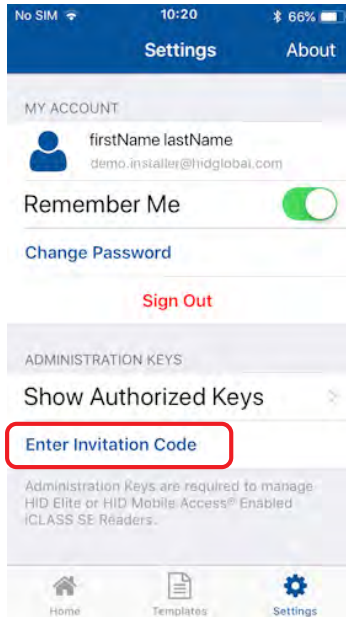 No SIM 10:20 66%
Settings About
MY ACCOUNT
firstName lastName
demo.installer@hidglobal.com
Remember Me
Change Password
Sign Out
ADMINISTRATION KEYS
Show Authorized Keys
Enter Invitation Code
Administration Keys are required to manage
HID Elite or HID Mobile Access® Enabled
iCLASS SE Readers.
Home Templates Settings